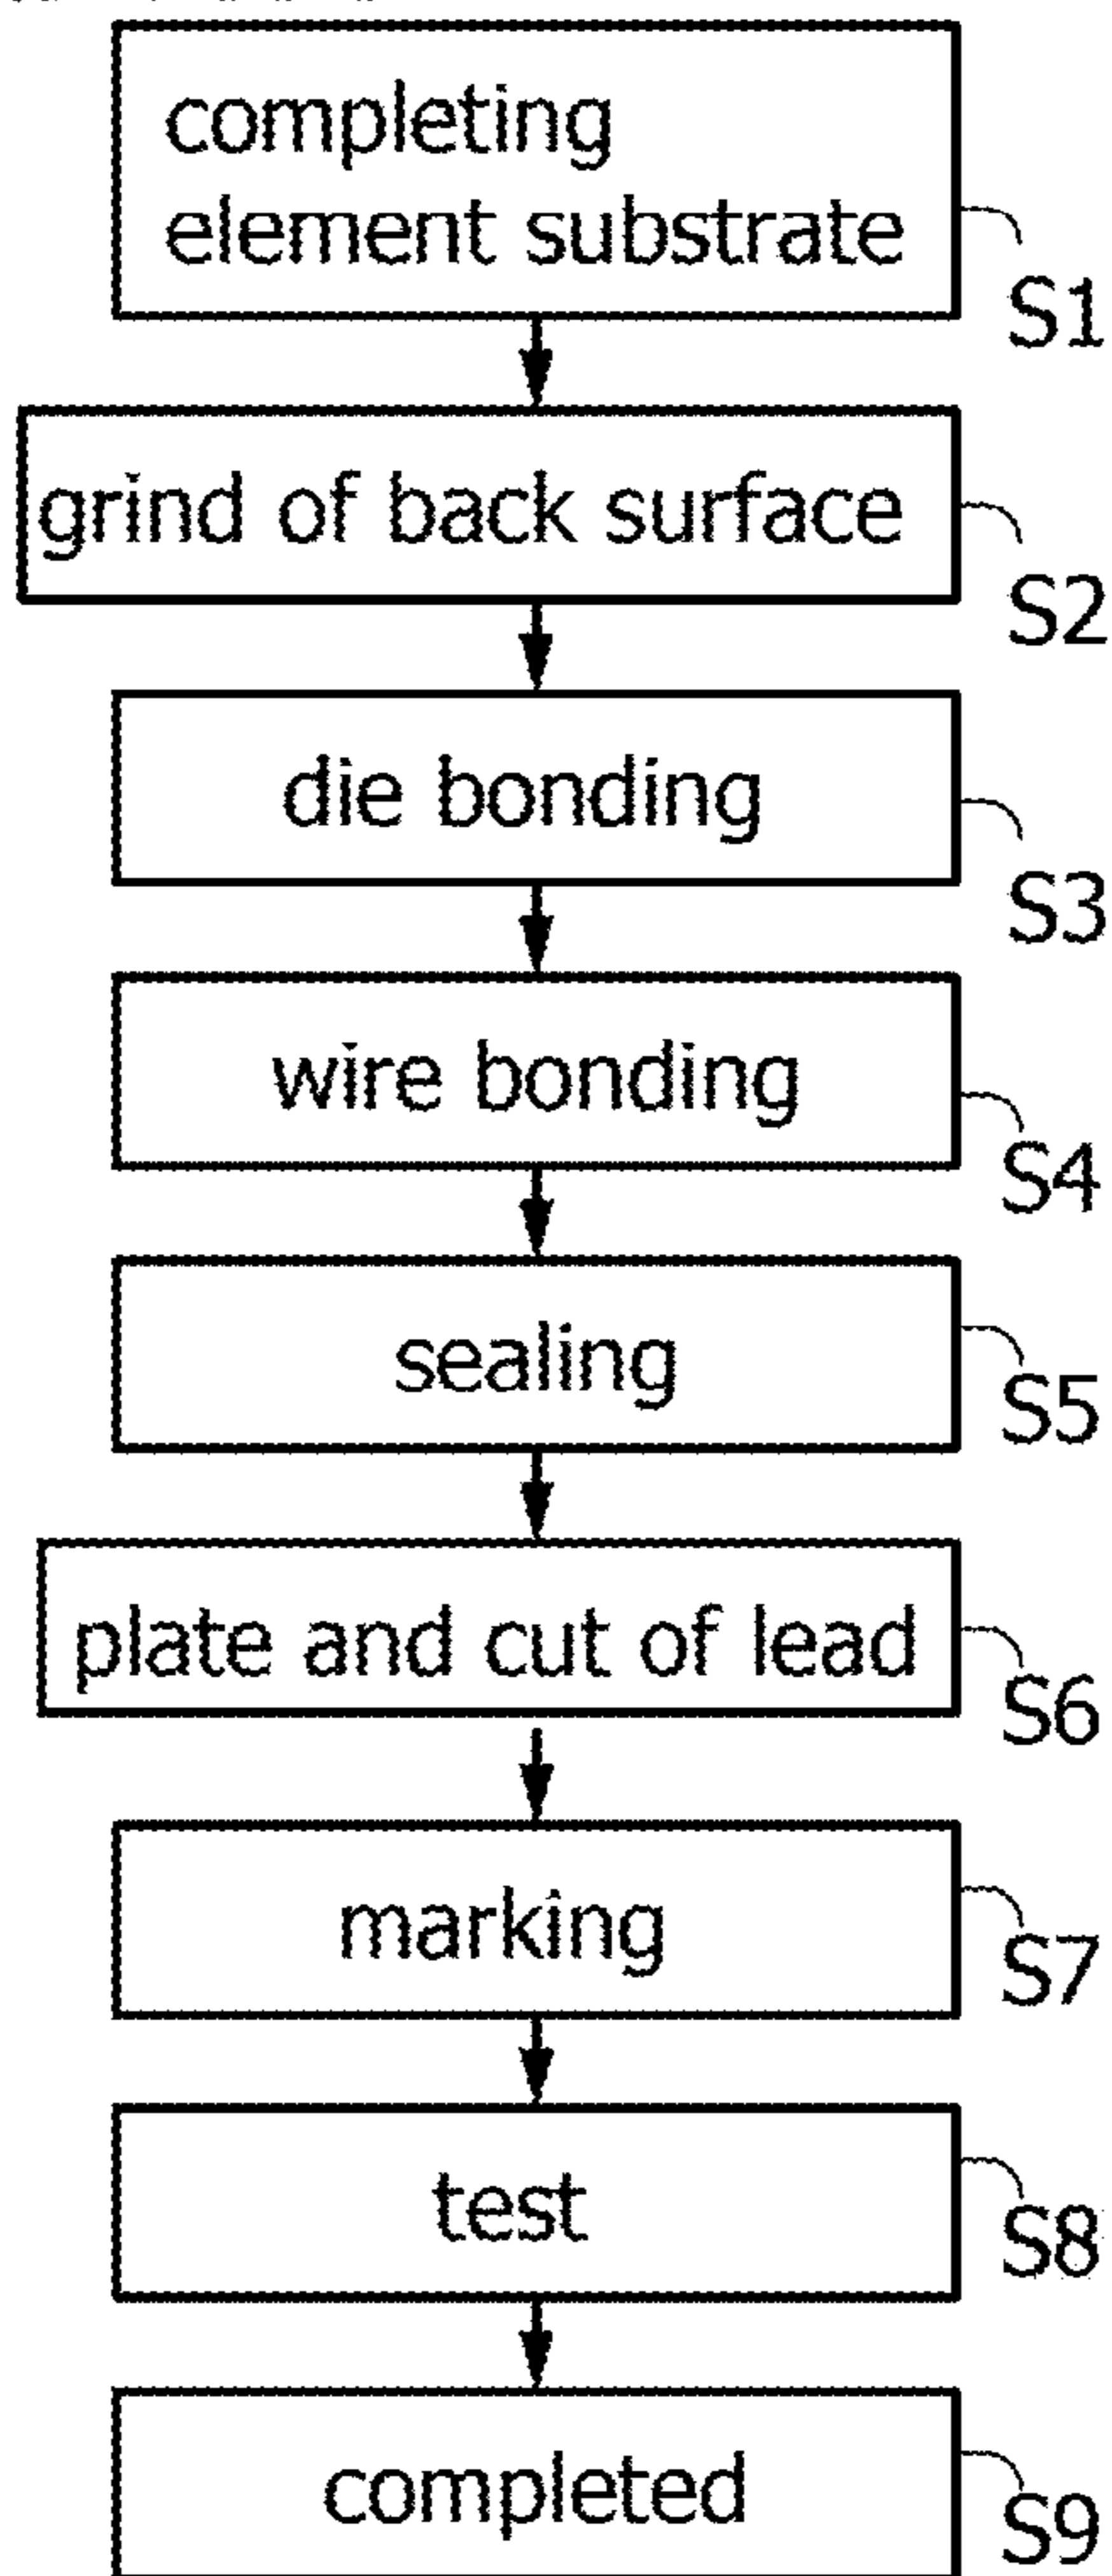 completing
element substrate
S1
grind of back surface
S2
die bonding
S3
wire bonding
S4
sealing
S5
plate and cut of lead
S6
marking
S7
test
S8
completed
S9